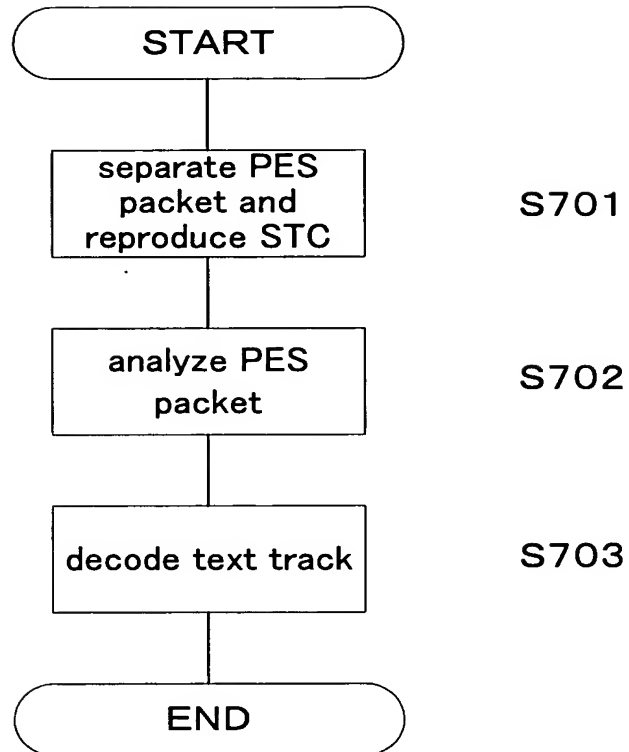 START
separate PES
packet and
reproduce STC
S701
analyze PES
packet
S702
decode text track
S703
END